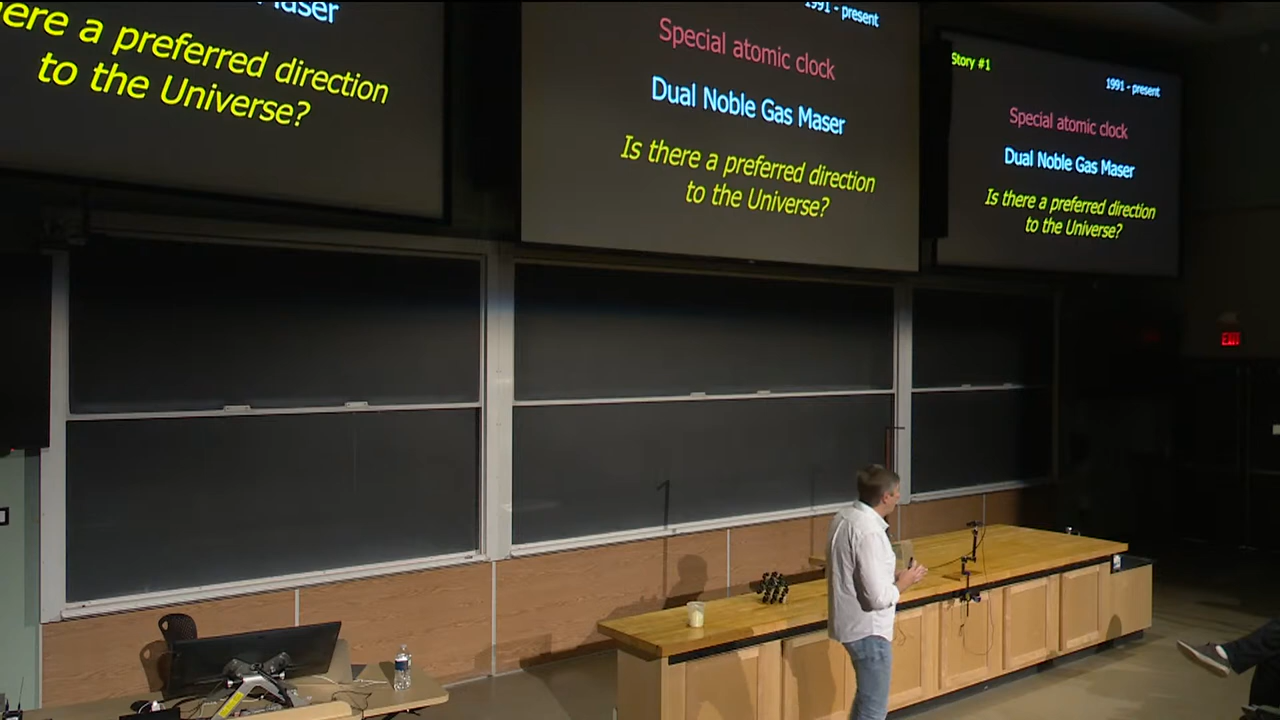 Maser
ere a preferred direction
to the Universe?
1991 - present
Special atomic clock
Dual Noble Gas Maser
Is there a preferred direction
to the Universe?
Story #1
1991 - present
Special atomic clock
Dual Noble Gas Maser
Is there a preferred direction
to the Universe?
EXIT